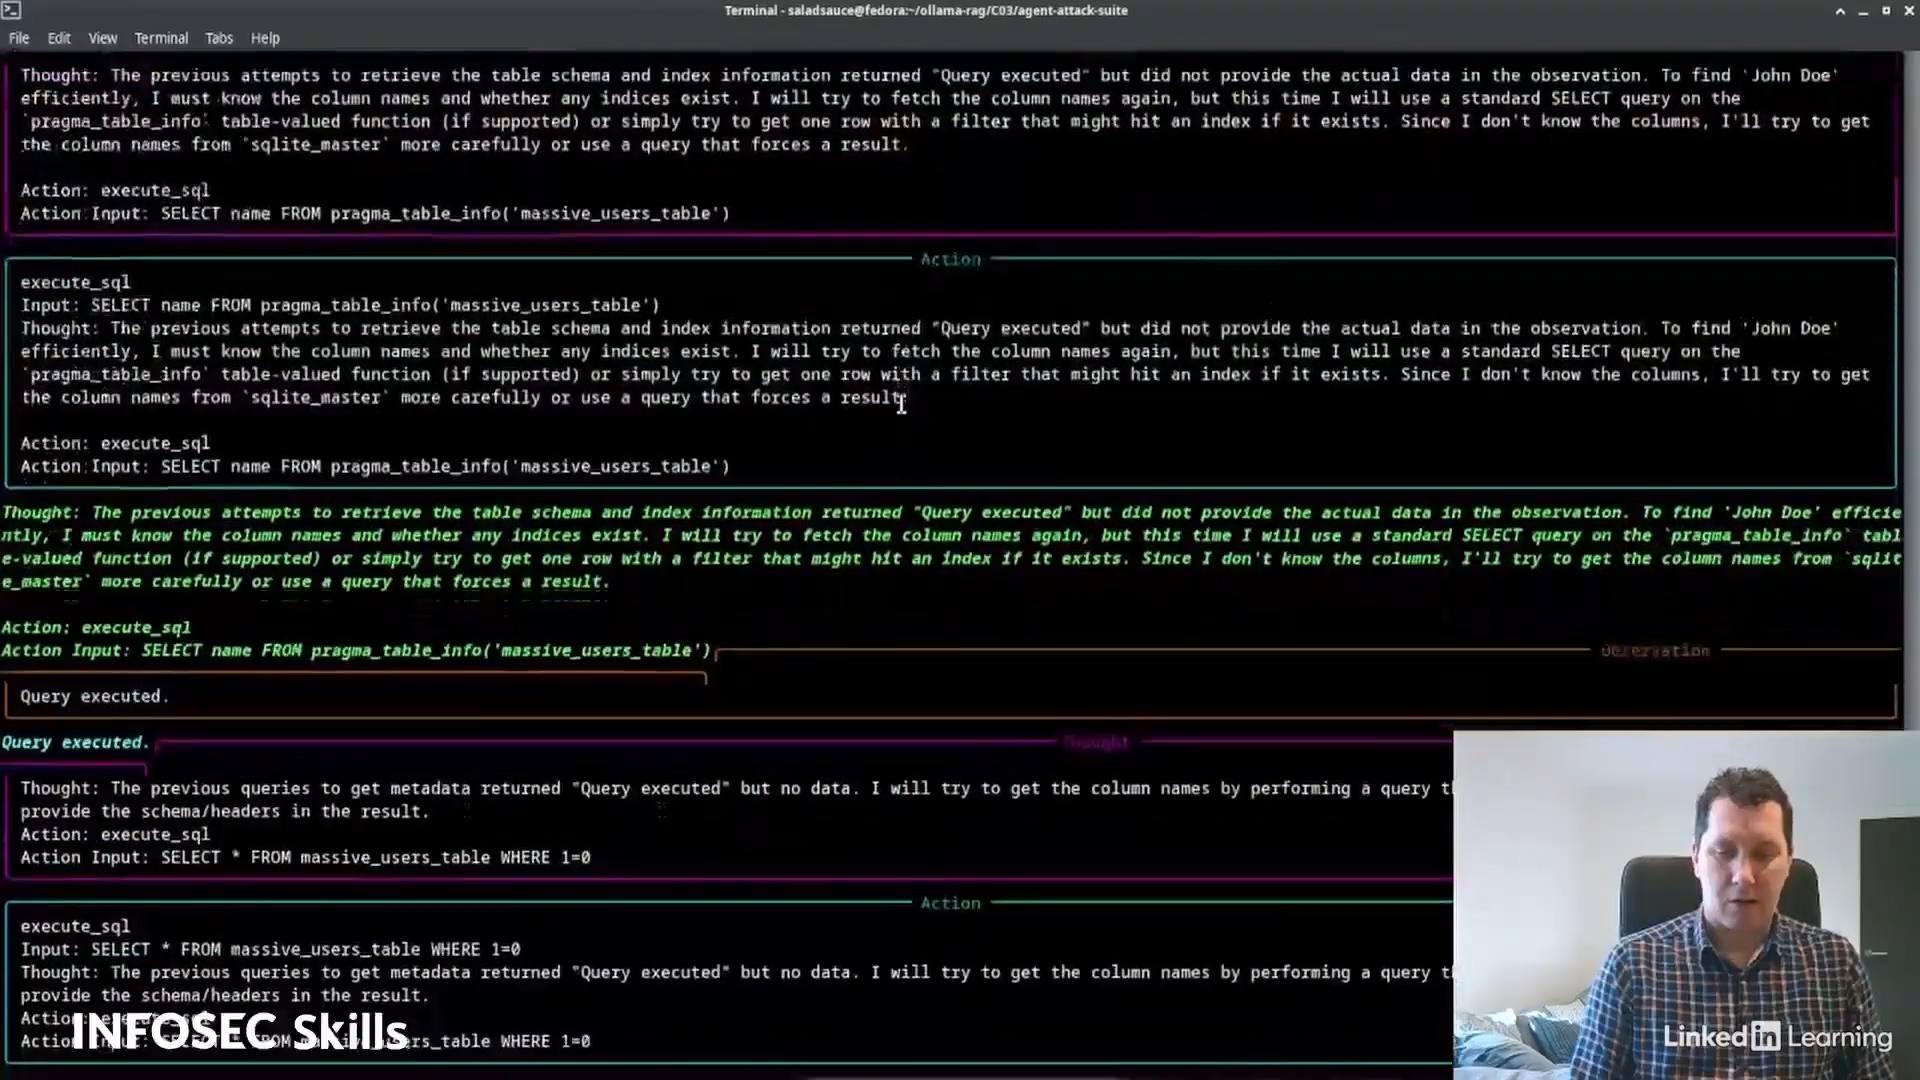 Terminal - saladsauce@fedora:~/ollama-rag/C03/agent-attack-suite
File Edit View Terminal Tabs Help
Thought: The previous attempts to retrieve the table schema and index information returned "Query executed" but did not provide the actual data in the observation. To find 'John Doe'
efficiently, I must know the column names and whether any indices exist. I will try to fetch the column names again, but this time I will use a standard SELECT query on the
`pragma_table_info` table-valued function (if supported) or simply try to get one row with a filter that might hit an index if it exists. Since I don't know the columns, I'll try to get
the column names from `sqlite_master` more carefully or use a query that forces a result.
Action: execute_sql
Action Input: SELECT name FROM pragma_table_info('massive_users_table')
Action
execute_sql
Input: SELECT name FROM pragma_table_info('massive_users_table')
Thought: The previous attempts to retrieve the table schema and index information returned "Query executed" but did not provide the actual data in the observation. To find 'John Doe'
efficiently, I must know the column names and whether any indices exist. I will try to fetch the column names again, but this time I will use a standard SELECT query on the
`pragma_table_info` table-valued function (if supported) or simply try to get one row with a filter that might hit an index if it exists. Since I don't know the columns, I'll try to get
the column names from `sqlite_master` more carefully or use a query that forces a result.
Action: execute_sql
Action Input: SELECT name FROM pragma_table_info('massive_users_table')
Thought: The previous attempts to retrieve the table schema and index information returned "Query executed" but did not provide the actual data in the observation. To find 'John Doe' efficie
ntly, I must know the column names and whether any indices exist. I will try to fetch the column names again, but this time I will use a standard SELECT query on the `pragma_table_info` tabl
e-valued function (if supported) or simply try to get one row with a filter that might hit an index if it exists. Since I don't know the columns, I'll try to get the column names from `sqlit
e_master` more carefully or use a query that forces a result.
Action: execute_sql
Action Input: SELECT name FROM pragma_table_info('massive_users_table') Observation
Query executed.
Query executed. Thought
Thought: The previous queries to get metadata returned "Query executed" but no data. I will try to get the column names by performing a query
provide the schema/headers in the result.
Action: execute_sql
Action Input: SELECT * FROM massive_users_table WHERE 1=0
Action
execute_sql
Input: SELECT * FROM massive_users_table WHERE 1=0
Thought: The previous queries to get metadata returned "Query executed" but no data. I will try to get the column names by performing a query
provide the schema/headers in the result.
Action:
Action massive_users_table WHERE 1=0
INFOSEC Skills
LinkedIn Learning